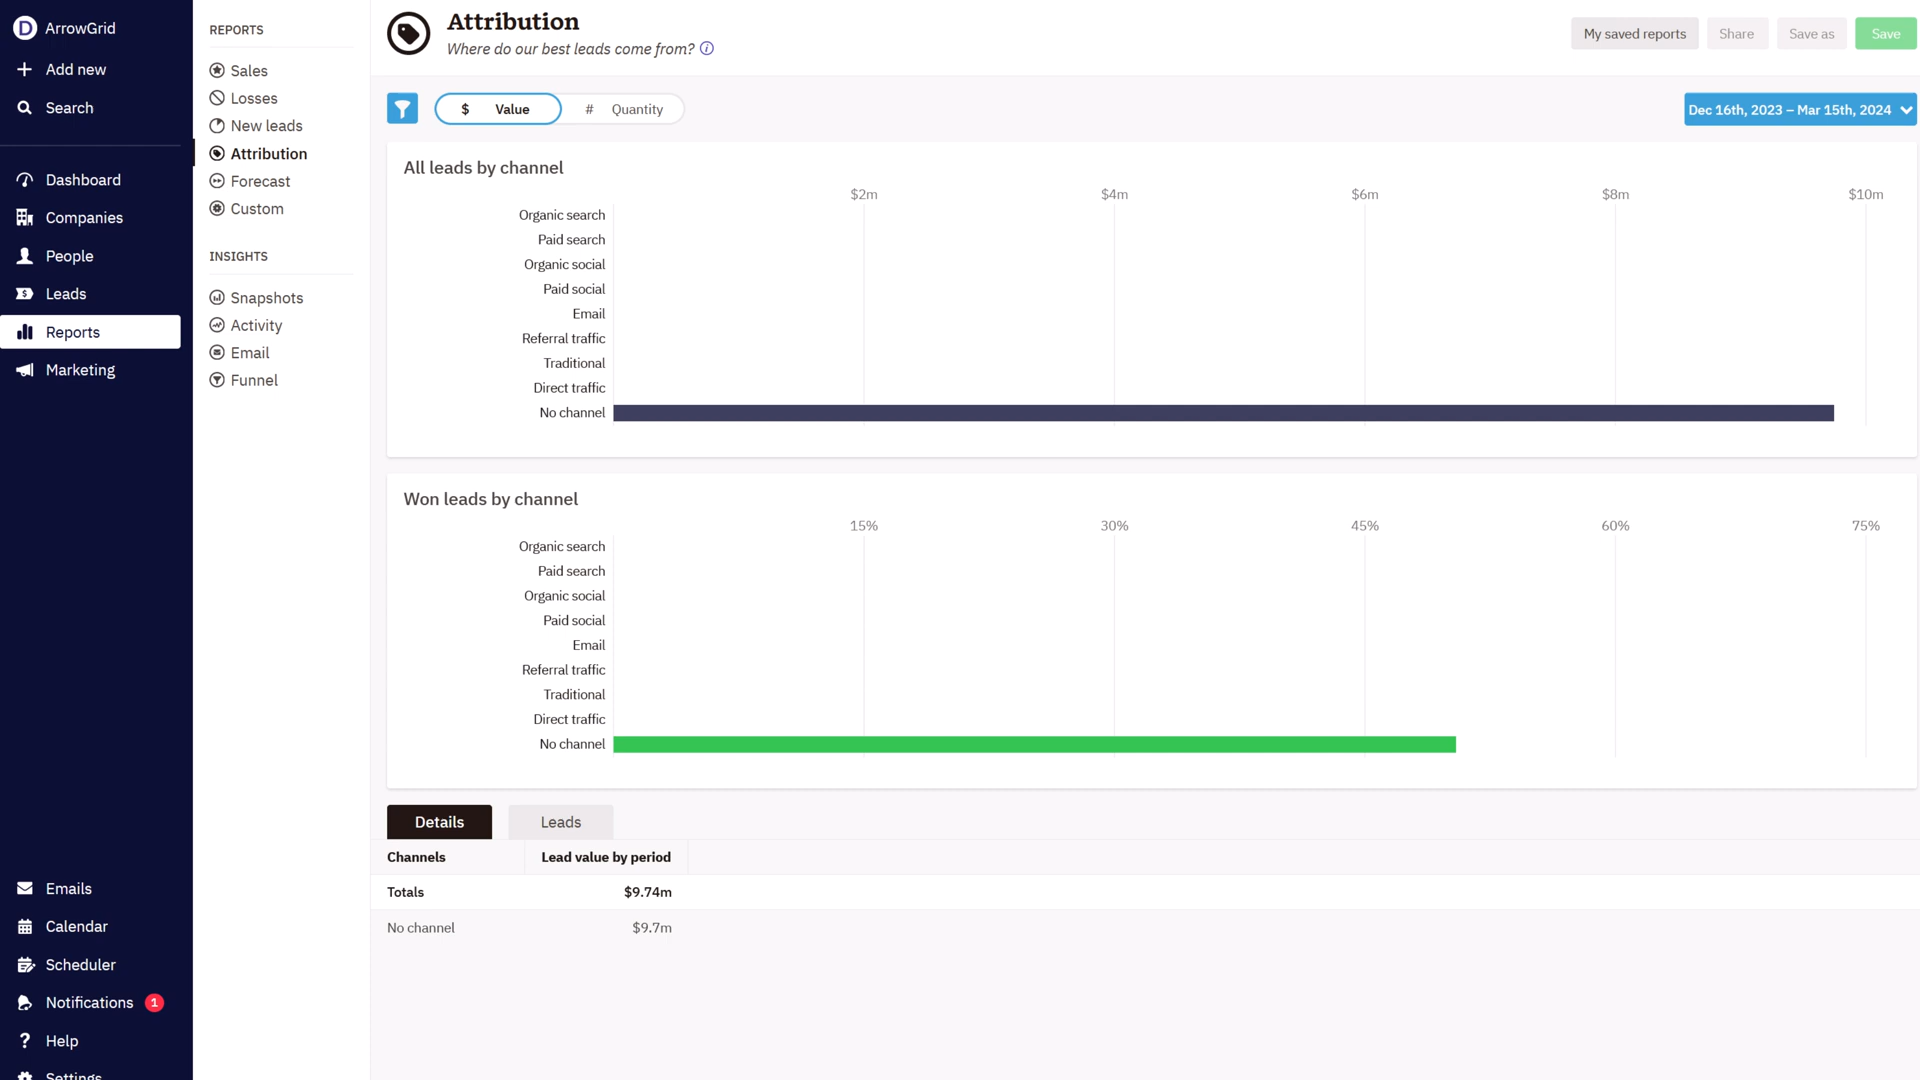 ArrowGrid
Add new
Search
Dashboard
Companies
People
Leads
Reports
Marketing
Emails
Calendar
Scheduler
Notifications 1
Help
Settings
REPORTS
Sales
Losses
New leads
Attribution
Forecast
Custom
INSIGHTS
Snapshots
Activity
Email
Funnel
Attribution
Where do our best leads come from?
My saved reports
Share
Save as
Save
$ Value
# Quantity
Dec 16th, 2023 – Mar 15th, 2024
All leads by channel
$2m $4m $6m $8m $10m
Organic search
Paid search
Organic social
Paid social
Email
Referral traffic
Traditional
Direct traffic
No channel
Won leads by channel
15% 30% 45% 60% 75%
Organic search
Paid search
Organic social
Paid social
Email
Referral traffic
Traditional
Direct traffic
No channel
Details Leads
Channels Lead value by period
Totals $9.74m
No channel $9.7m